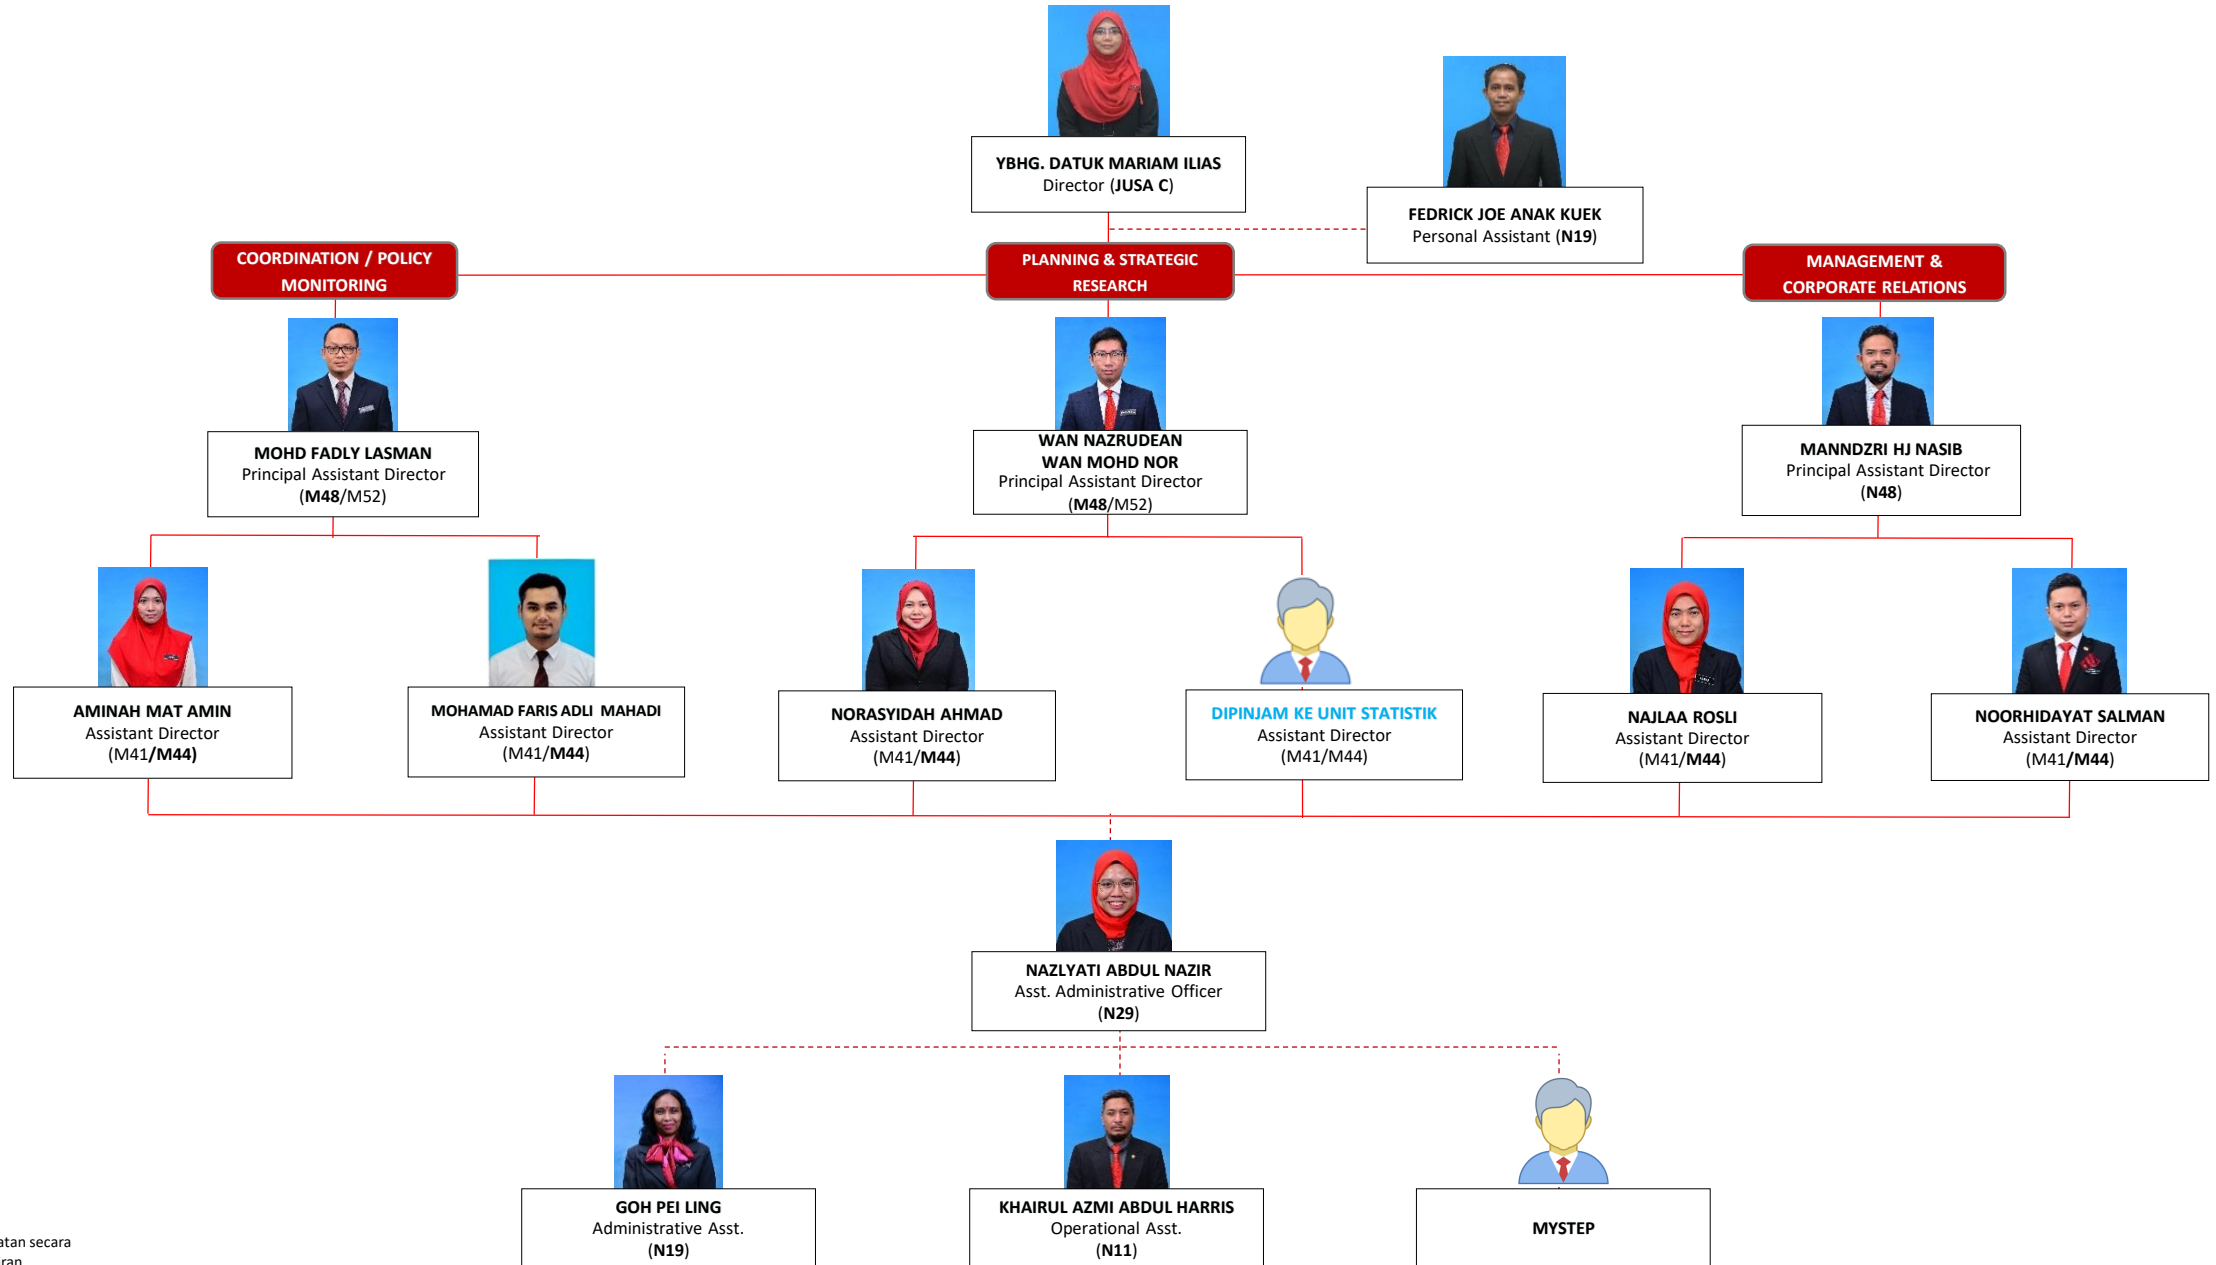 YBHG. DATUK MARIAM ILIAS
Director (JUSA C)
FEDRICK JOE ANAK KUEK
Personal Assistant (N19)
COORDINATION / POLICY
MONITORING
PLANNING & STRATEGIC
RESEARCH
MANAGEMENT &
CORPORATE RELATIONS
MOHD FADLY LASMAN
Principal Assistant Director
(M48/M52)
WAN NAZRUDEAN
WAN MOHD NOR
Principal Assistant Director
(M48/M52)
MANNDZRI HJ NASIB
Principal Assistant Director
(N48)
AMINAH MAT AMIN
Assistant Director
(M41/M44)
MOHAMAD FARIS ADLI MAHADI
Assistant Director
(M41/M44)
NORASYIDAH AHMAD
Assistant Director
(M41/M44)
DIPINJAM KE UNIT STATISTIK
Assistant Director
(M41/M44)
NAJLAA ROSLI
Assistant Director
(M41/M44)
NOORHIDAYAT SALMAN
Assistant Director
(M41/M44)
NAZLYATI ABDUL NAZIR
Asst. Administrative Officer
(N29)
GOH PEI LING
Administrative Asst.
(N19)
KHAIRUL AZMI ABDUL HARRIS
Operational Asst.
(N11)
MYSTEP
secara